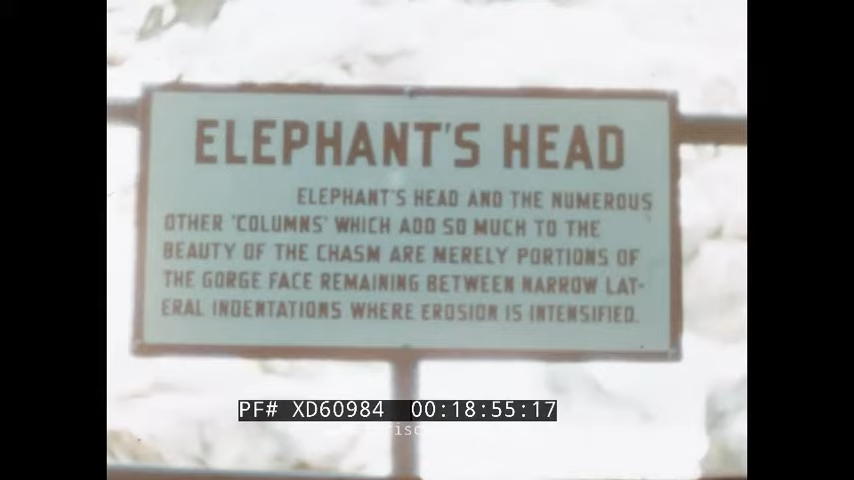 ELEPHANT'S HEAD
ELEPHANT'S HEAD AND THE NUMEROUS
OTHER 'COLUMNS' WHICH ADD SO MUCH TO THE
BEAUTY OF THE CHASM ARE MERELY PORTIONS OF
THE GORGE FACE REMAINING BETWEEN NARROW LAT-
ERAL INDENTATIONS WHERE EROSION IS INTENSIFIED.
PF# XD60984 00:18:55:17